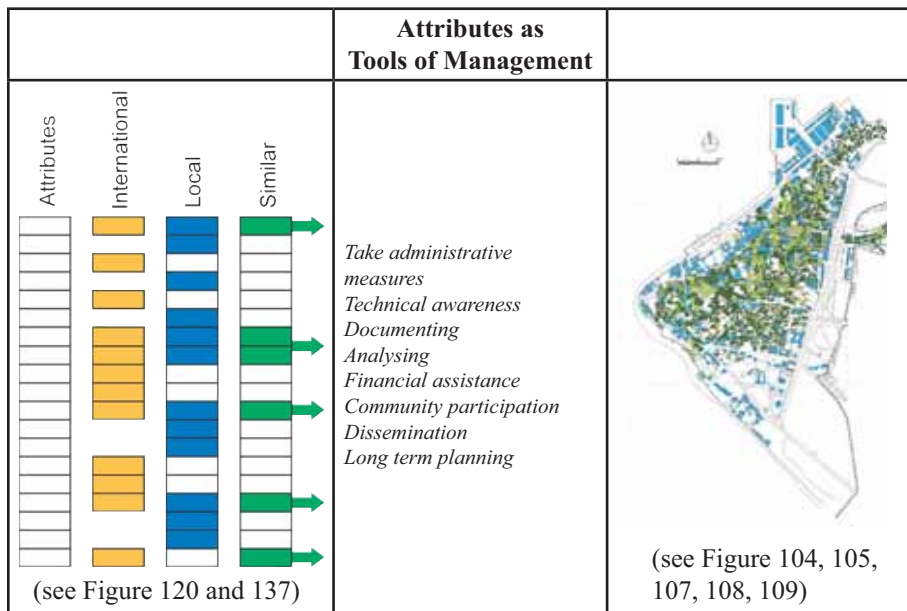 Attributes as
Tools of Management
Attributes
International
Local
Similar
(see Figure 120 and 137)
Take administrative
measures
Technical awareness
Documenting
Analysing
Financial assistance
Community participation
Dissemination
Long term planning
(see Figure 104, 105,
107, 108, 109)